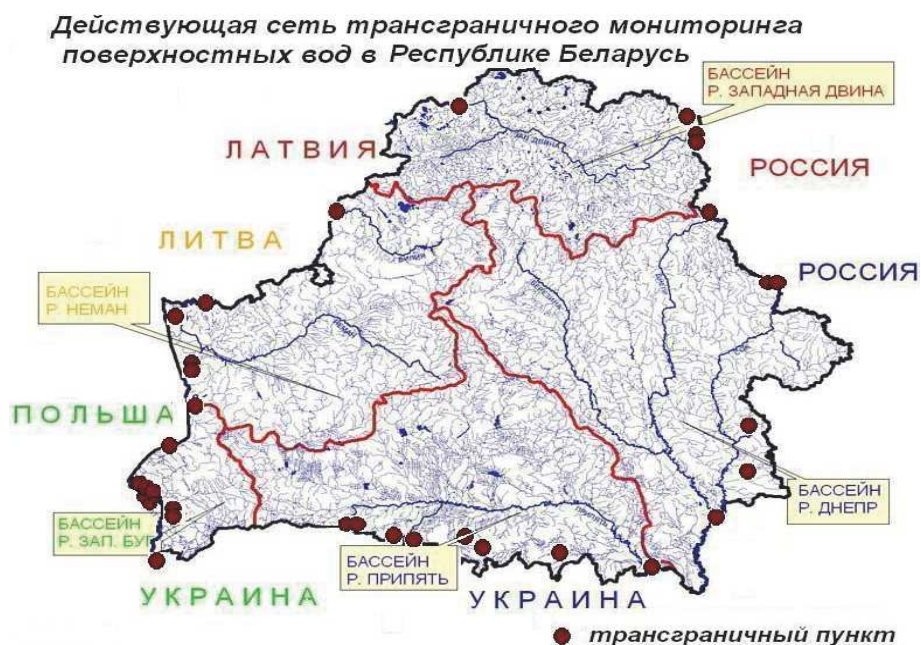 Действующая сеть трансграничного мониторинга
поверхностных вод в Республике Беларусь
БАССЕЙН
Р. ЗАПАДНАЯ ДВИНА
ЛАТВИЯ
РОССИЯ
ЛИТВА
РОССИЯ
БАССЕЙН
Р. НЕМАН
ПОЛЬША
БАССЕЙН
Р. ЗАП. БУГ
БАССЕЙН
Р. ДНЕПР
БАССЕЙН
Р. ПРИПЯТЬ
УКРАИНА
УКРАИНА
трансграничный пункт